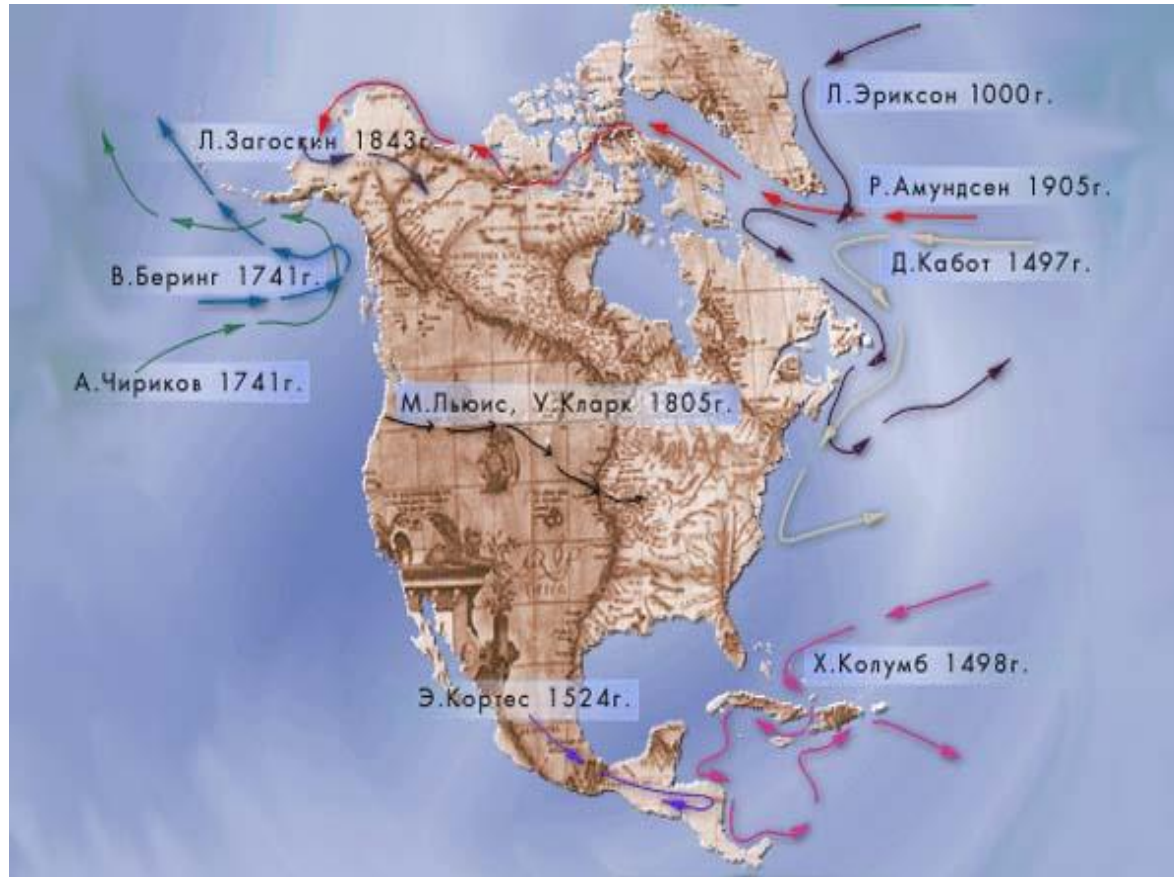 Л.Эриксон 1000г.
Л.Загоскин 1843г.
Р.Амундсен 1905г.
Д.Кабот 1497г.
В.Беринг 1741г.
А.Чириков 1741г.
М.Льюис, У.Кларк 1805г.
Х.Колумб 1498г.
Э.Кортес 1524г.